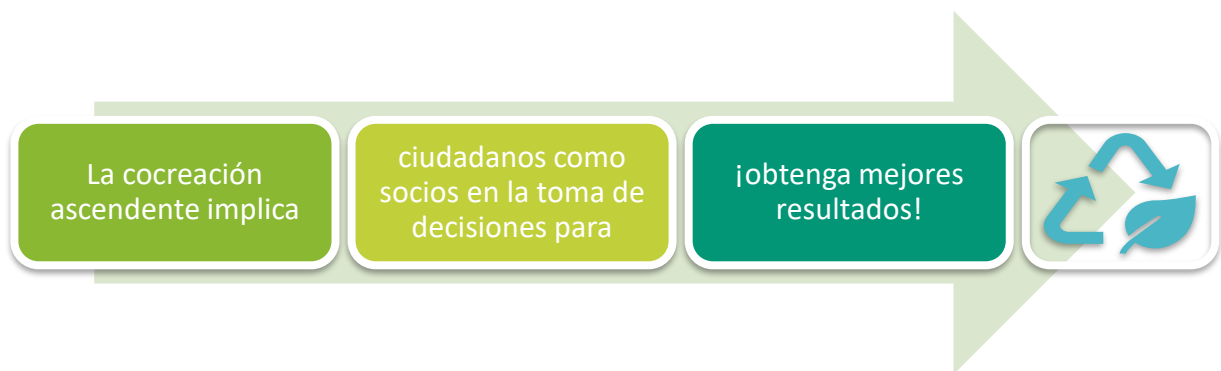 La cocreación
ascendente implica
ciudadanos como
socios en la toma de
decisiones para
¡obtenga mejores
resultados!